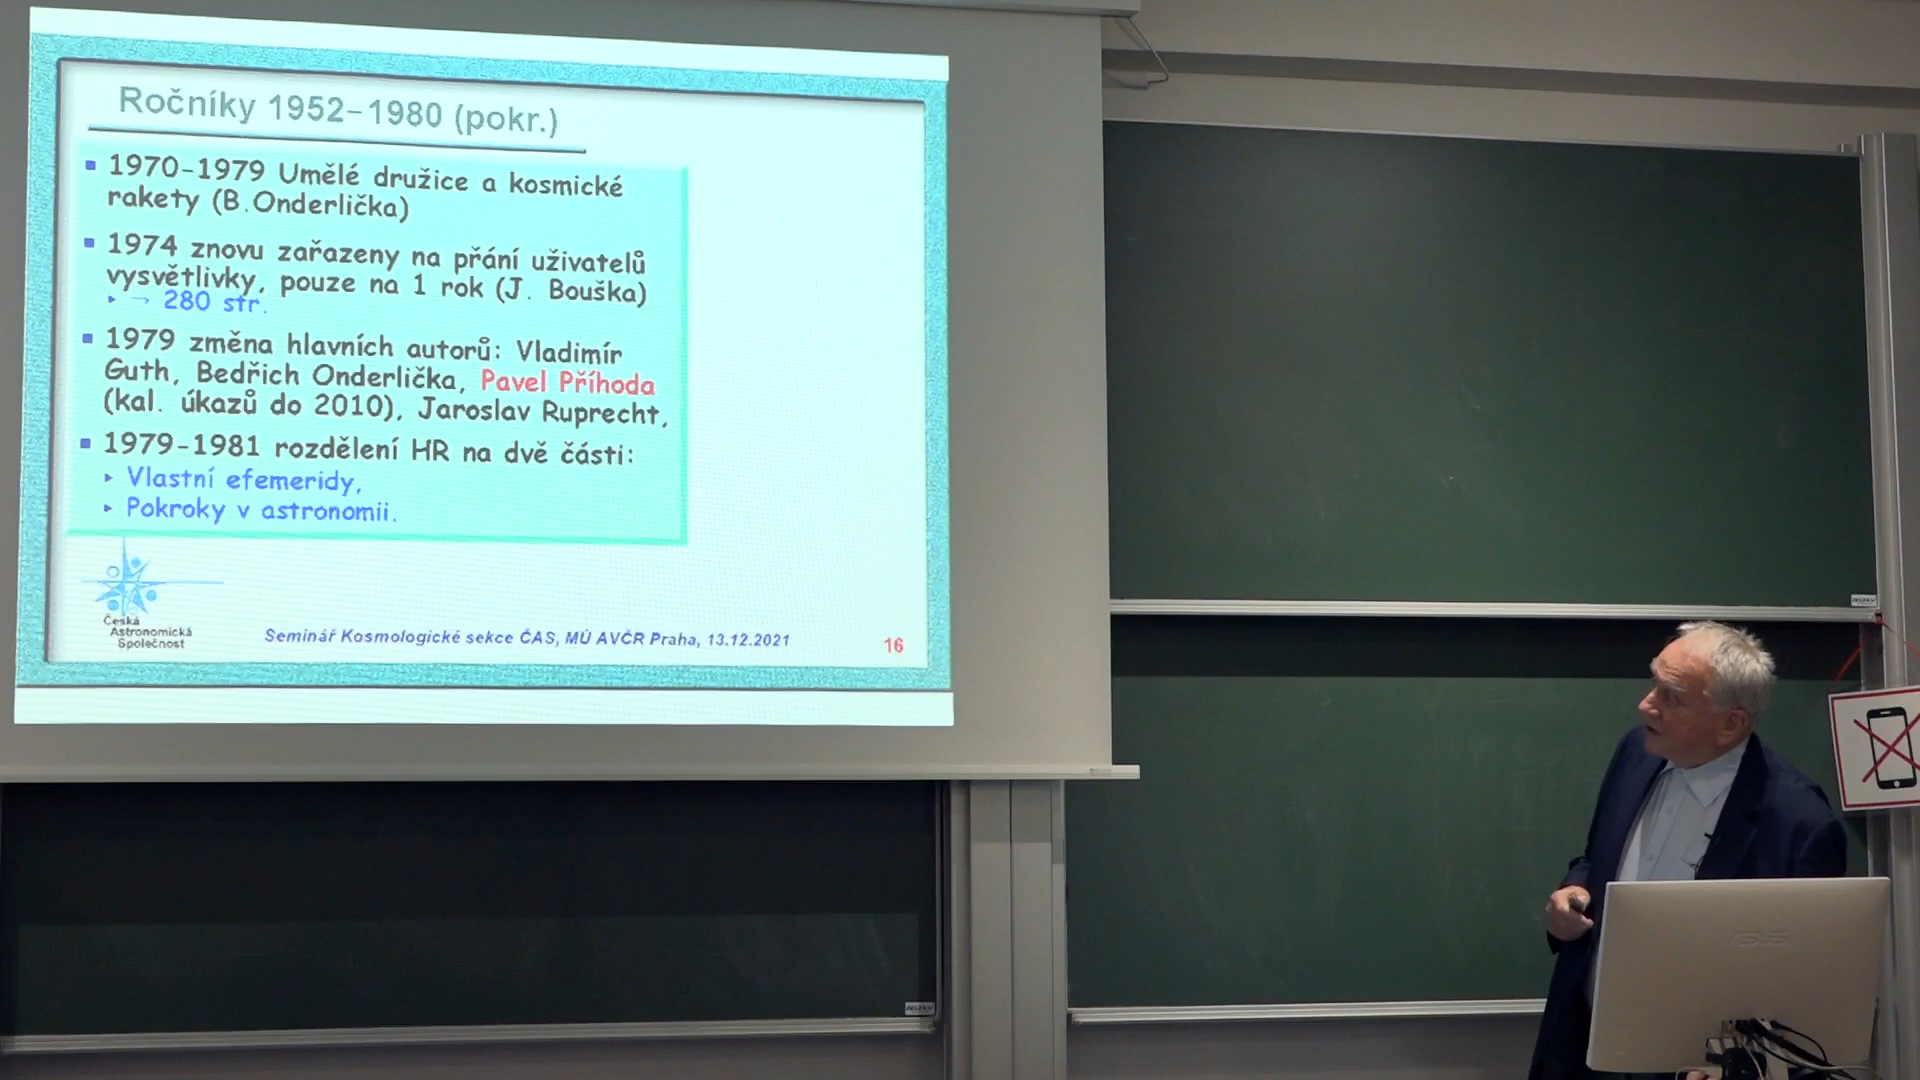 Ročníky 1952–1980 (pokr.)
1970-1979 Umělé družice a kosmické
rakety (B.Onderlička)
1974 znovu zařazeny na přání uživatelů
vysvětlivky, pouze na 1 rok (J. Bouška)
→ 280 str.
1979 změna hlavních autorů: Vladimír
Guth, Bedřich Onderlička, Pavel Příhoda
(kal. úkazů do 2010), Jaroslav Ruprecht,
1979-1981 rozdělení HR na dvě části:
Vlastní efemeridy,
Pokroky v astronomii.
Česká
Astronomická
Společnost
Seminář Kosmologické sekce ČAS, MÚ AVČR Praha, 13.12.2021
16
ASUS